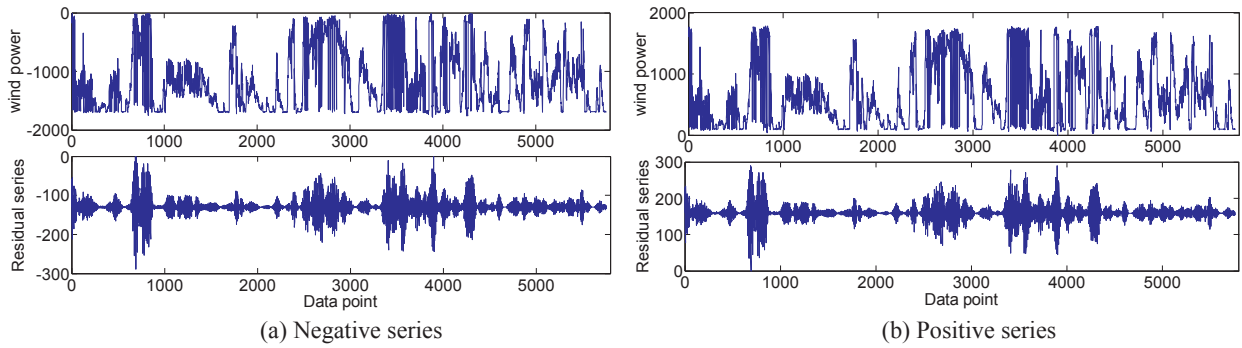 wind power
0
-1000
-2000
0 1000 2000 3000 4000 5000
Residual series
0
-100
-200
-300
0 1000 2000 3000 4000 5000
Data point
(a) Negative series
wind power
2000
1000
0
0 1000 2000 3000 4000 5000
Residual series
300
200
100
0
0 1000 2000 3000 4000 5000
Data point
(b) Positive series